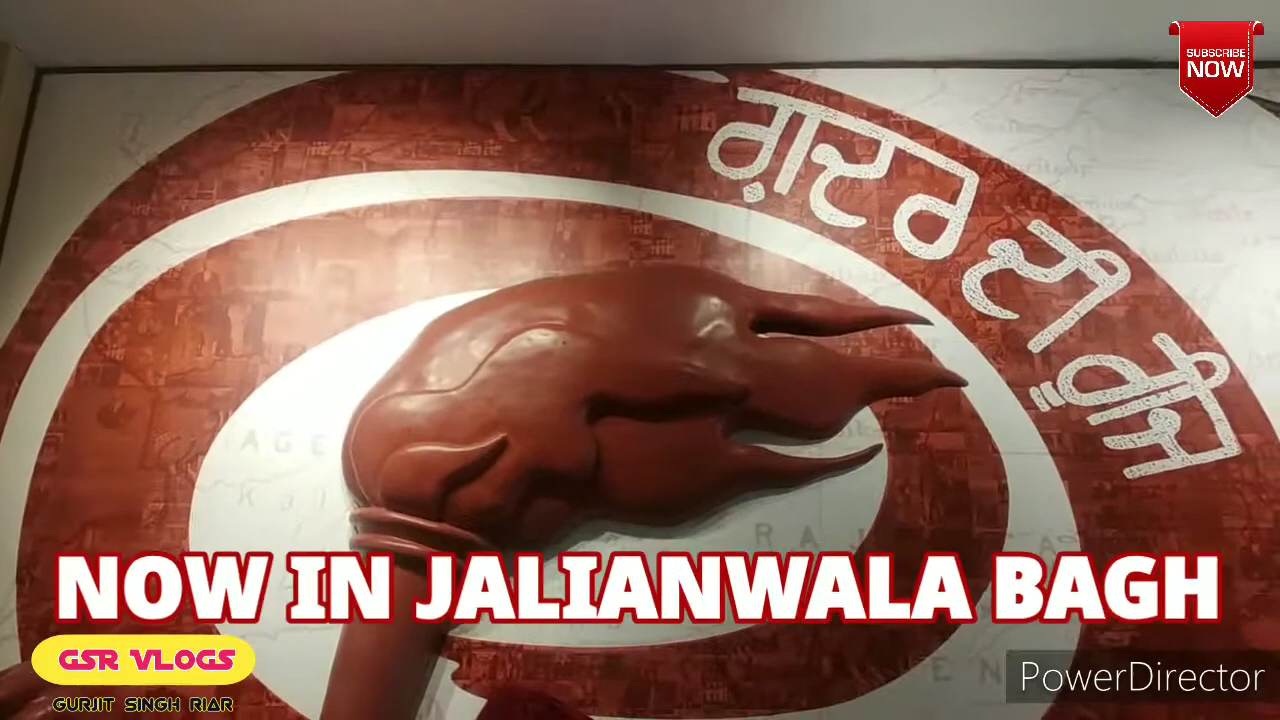 SUBSCRIBE
NOW
ਗ਼ਦਰ ਦੀ ਗੂੰਜ
NOW IN JALIANWALA BAGH
GSR VLOGS
GURJIT SINGH RIAR
PowerDirector